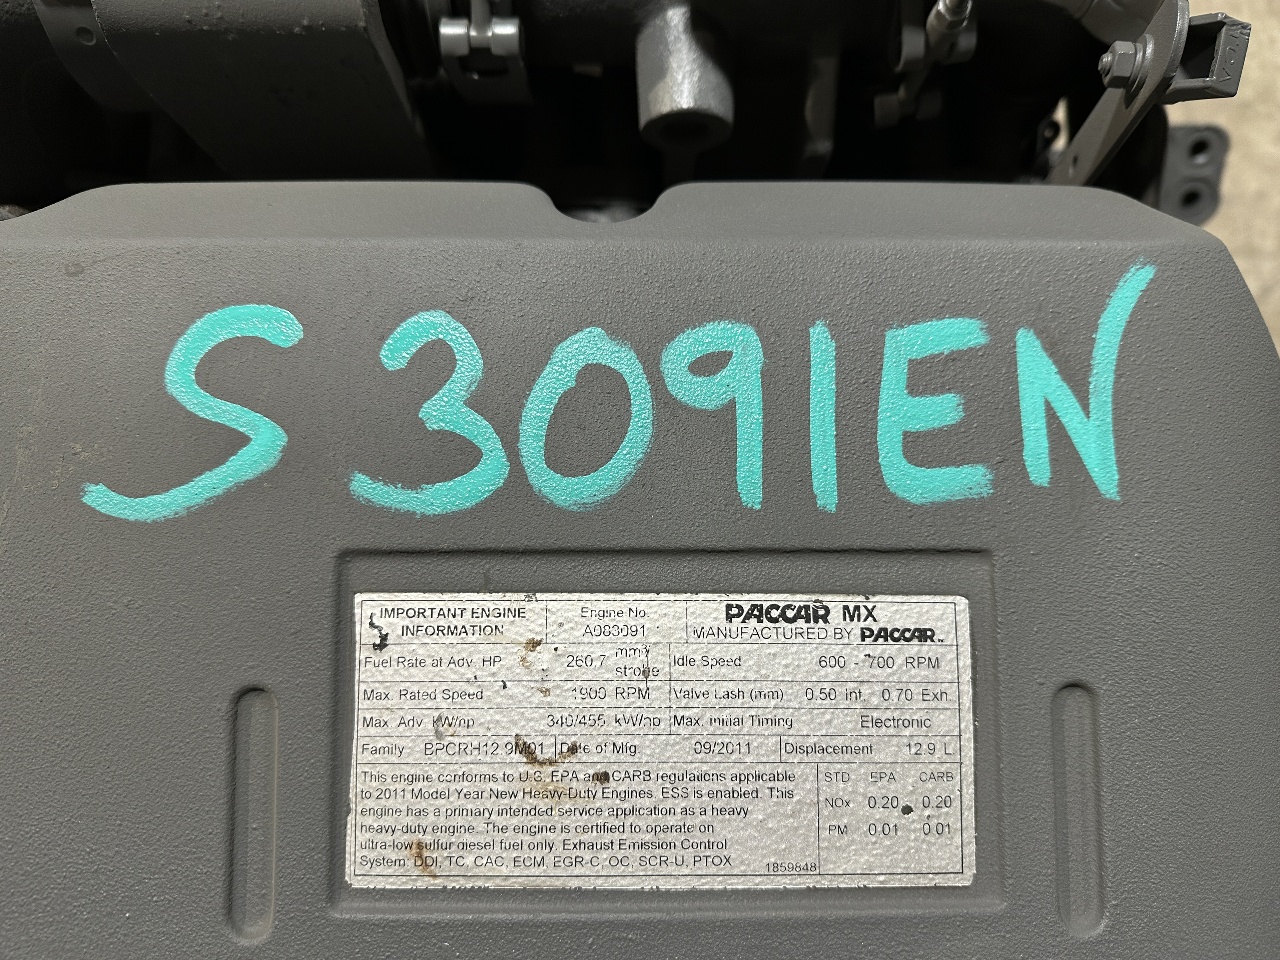 S3091EN
IMPORTANT ENGINE INFORMATION
Engine No.
A083091
PACCAR MX
MANUFACTURED BY PACCAR
Fuel Rate at Adv. HP 260.7 mm3/stroke
Idle Speed 600 - 700 RPM
Max. Rated Speed 1900 RPM
Valve Lash (mm) 0.50 Int. 0.70 Exh.
Max. Adv. kW/hp 340/455 kW/hp
Max. Initial Timing Electronic
Family BPCRH12.9M01
Date of Mfg. 09/2011
Displacement 12.9 L
This engine conforms to U.S. EPA and CARB regulations applicable
to 2011 Model Year New Heavy-Duty Engines. ESS is enabled. This
engine has a primary intended service application as a heavy
heavy-duty engine. The engine is certified to operate on
ultra-low sulfur diesel fuel only. Exhaust Emission Control
System: DDI, TC, CAC, ECM, EGR-C, OC, SCR-U, PTOX
1859848
STD EPA CARB
NOx 0.20 0.20
PM 0.01 0.01